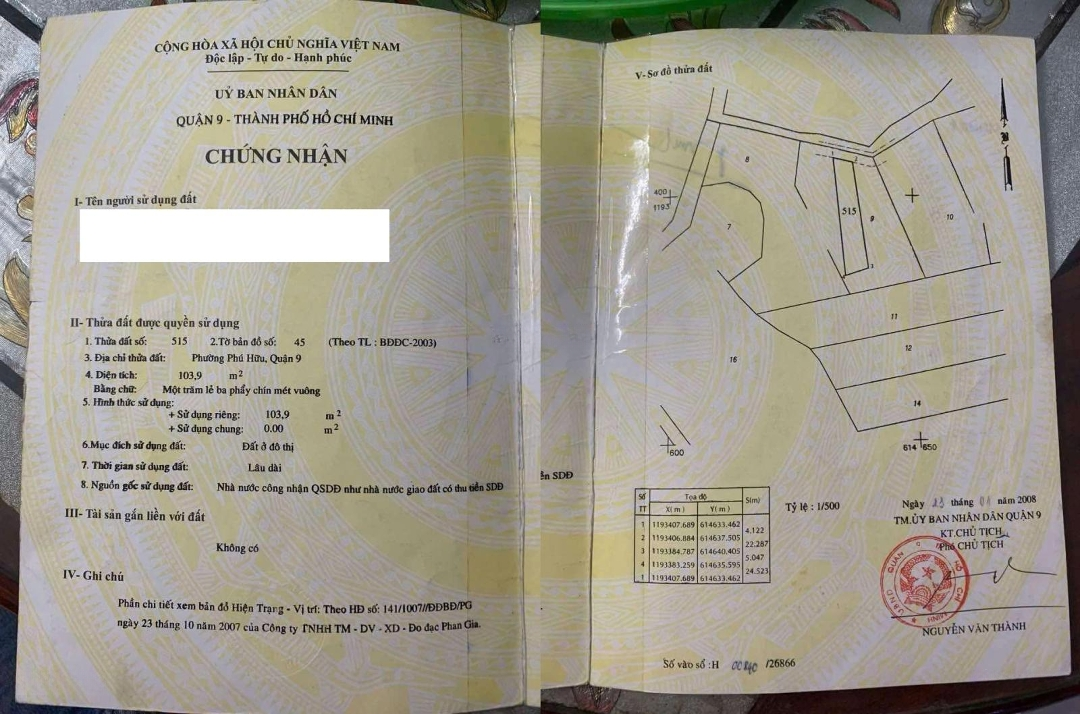 CỘNG HÒA XÃ HỘI CHỦ NGHĨA VIỆT NAM
Độc lập - Tự do - Hạnh phúc
UỶ BAN NHÂN DÂN
QUẬN 9 - THÀNH PHỐ HỒ CHÍ MINH
CHỨNG NHẬN
I- Tên người sử dụng đất
II- Thửa đất được quyền sử dụng
1. Thửa đất số: 515 2.Tờ bản đồ số: 45 (Theo TL : BĐĐC-2003)
3. Địa chỉ thửa đất: Phường Phú Hữu, Quận 9
4. Diện tích: 103,9 m2
Bằng chữ: Một trăm lẻ ba phẩy chín mét vuông
5. Hình thức sử dụng:
+ Sử dụng riêng: 103,9 m2
+ Sử dụng chung: 0.00 m2
6.Mục đích sử dụng đất: Đất ở đô thị
7. Thời gian sử dụng đất: Lâu dài
8. Nguồn gốc sử dụng đất: Nhà nước công nhận QSDĐ như nhà nước giao đất có thu tiền SDĐ
III- Tài sản gắn liền với đất
Không có
IV- Ghi chú
Phần chi tiết xem bản đồ Hiện Trạng - Vị trí: Theo HĐ số: 141/1007//ĐĐBĐ/PG
ngày 23 tháng 10 năm 2007 của Công ty TNHH TM - DV - XD - Đo đạc Phan Gia.
ền SDĐ
V- Sơ đồ thửa đất
8
1
2
400
1193
515
9
10
7
3
11
16
12
14
600
614 650
Số TT Tọa độ S(m)
X(m) Y(m)
1 1193407.689 614633.462
4.122
2 1193406.884 614637.505
22.287
3 1193384.787 614640.405
5.047
4 1193383.259 614635.595
24.523
1 1193407.689 614633.462
Tỷ lệ : 1/500
Ngày 23 tháng 01 năm 2008
TM.ỦY BAN NHÂN DÂN QUẬN 9
KT.CHỦ TỊCH
PHÓ CHỦ TỊCH
NGUYỄN VĂN THÀNH
Số vào sổ :H 00840 /26866